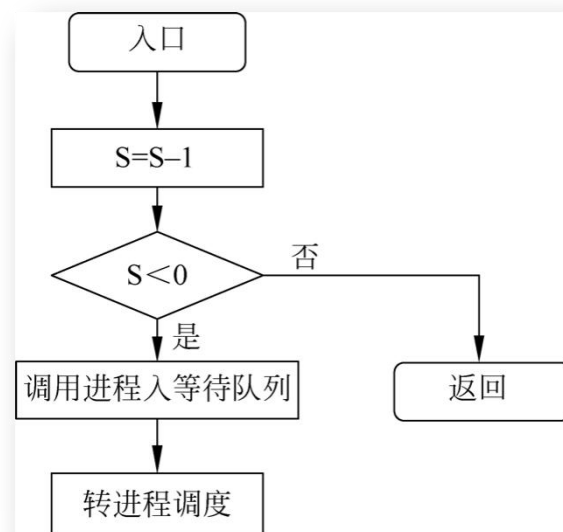 入口
S=S–1
S＜0
否
是
调用进程入等待队列
返回
转进程调度